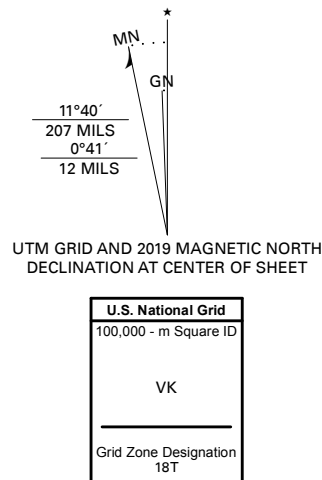 ★
MN
GN
11°40´
207 MILS
0°41´
12 MILS
UTM GRID AND 2019 MAGNETIC NORTH
DECLINATION AT CENTER OF SHEET
U.S. National Grid
100,000 - m Square ID
VK
Grid Zone Designation
18T